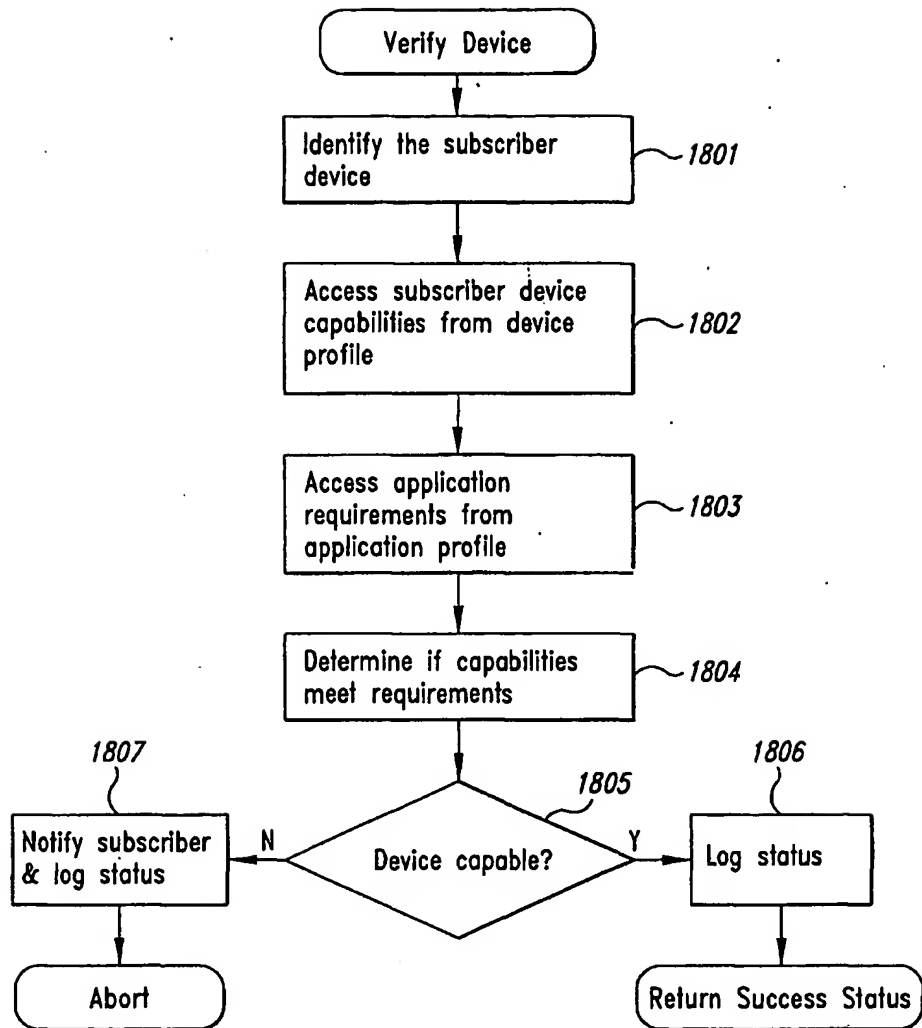 Verify Device
Identify the subscriber
device
1801
Access subscriber device
capabilities from device
profile
1802
Access application
requirements from
application profile
1803
Determine if capabilities
meet requirements
1804
1807
1805
1806
Notify subscriber
& log status
N
Device capable?
Y
Log status
Abort
Return Success Status